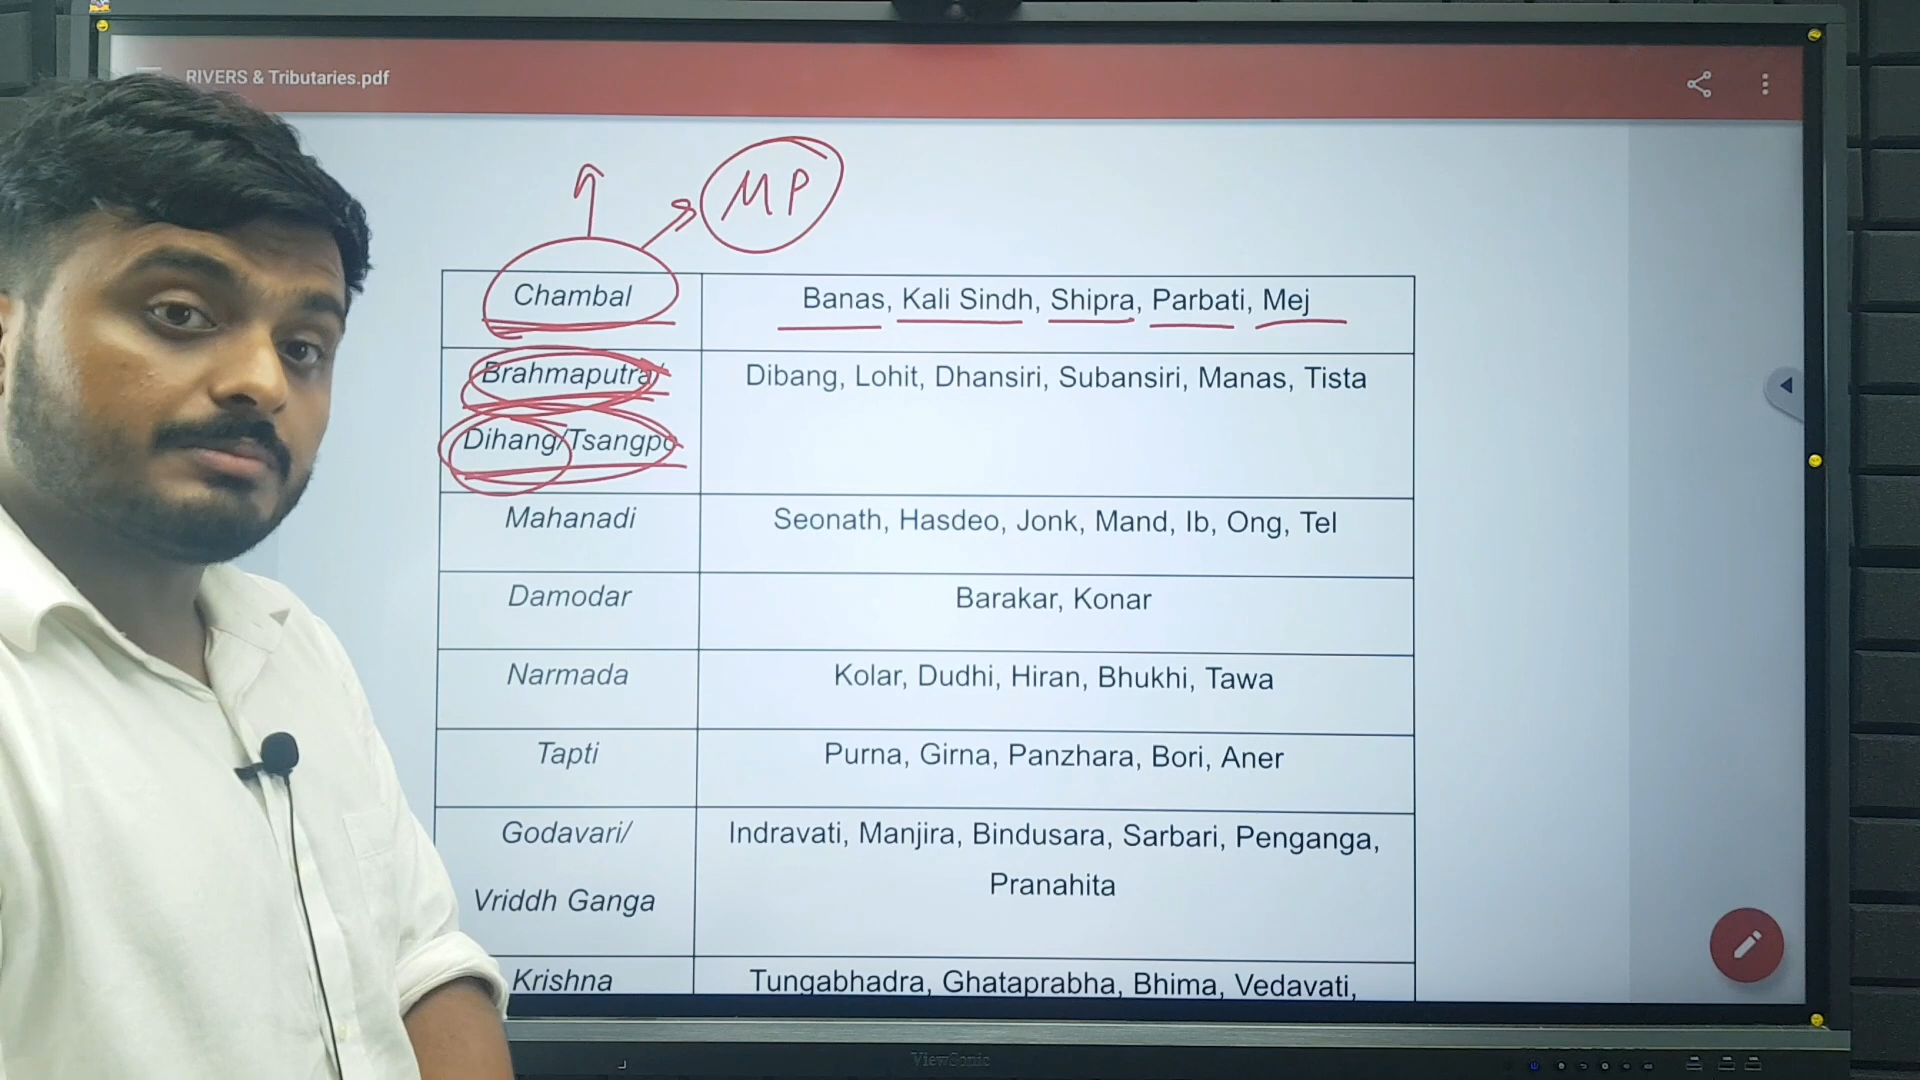 RIVERS & Tributaries.pdf
MP
Chambal
Banas, Kali Sindh, Shipra, Parbati, Mej
Brahmaputra/
Dihang/Tsangpo
Dibang, Lohit, Dhansiri, Subansiri, Manas, Tista
Mahanadi
Seonath, Hasdeo, Jonk, Mand, Ib, Ong, Tel
Damodar
Barakar, Konar
Narmada
Kolar, Dudhi, Hiran, Bhukhi, Tawa
Tapti
Purna, Girna, Panzhara, Bori, Aner
Godavari/
Vriddh Ganga
Indravati, Manjira, Bindusara, Sarbari, Penganga,
Pranahita
Krishna
Tungabhadra, Ghataprabha, Bhima, Vedavati,
ViewSonic